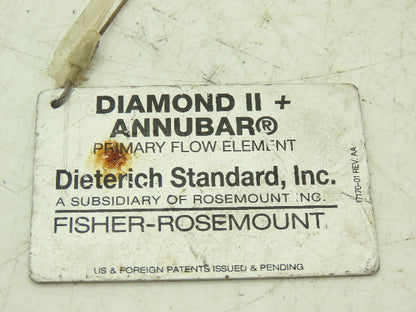 DIAMOND II +
ANNUBAR®
PRIMARY FLOW ELEMENT
Dieterich Standard, Inc.
A SUBSIDIARY OF ROSEMOUNT INC.
FISHER-ROSEMOUNT
US & FOREIGN PATENTS ISSUED & PENDING
17170-01 REV. AA